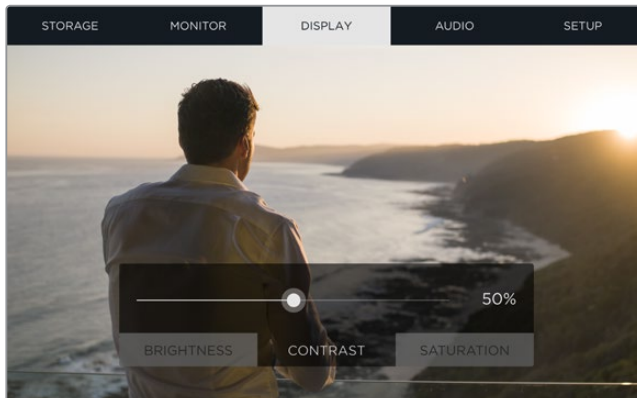 STORAGE MONITOR DISPLAY AUDIO SETUP
50%
BRIGHTNESS CONTRAST SATURATION